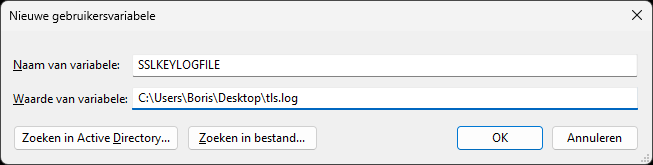 Nieuwe gebruikersvariabele
Naam van variabele: SSLKEYLOGFILE
Waarde van variabele: C:\Users\Boris\Desktop\tls.log
Zoeken in Active Directory... Zoeken in bestand... OK Annuleren